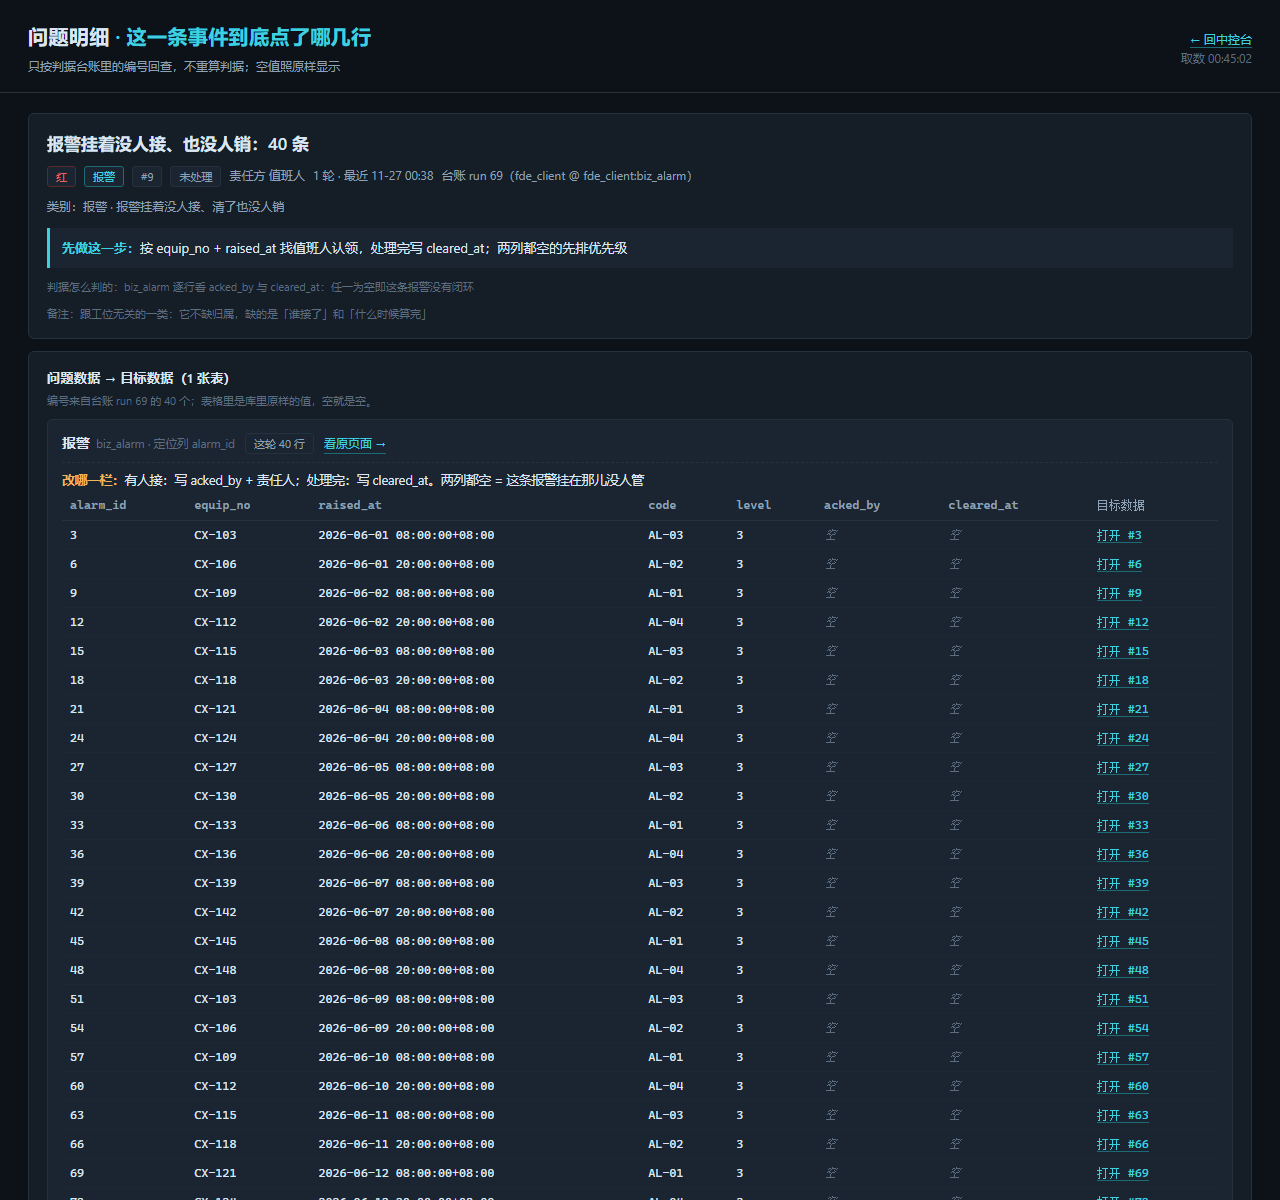 问题明细 · 这一条事件到底点了哪几行
只按判据台账里的编号回查，不重算判据；空值照原样显示
← 回中控台
取数 00:45:02
报警挂着没人接、也没人销：40 条
红 报警 #9 未处理 责任方 值班人 1 轮 · 最近 11-27 00:38 台账 run 69（fde_client @ fde_client:biz_alarm）
类别：报警 · 报警挂着没人接、清了也没人销
先做这一步：按 equip_no + raised_at 找值班人认领，处理完写 cleared_at；两列都空的先排优先级
判据怎么判的：biz_alarm 逐行看 acked_by 与 cleared_at：任一为空即这条报警没有闭环
备注：跟工位无关的一类：它不缺归属，缺的是「谁接了」和「什么时候算完」
问题数据 → 目标数据（1 张表）
编号来自台账 run 69 的 40 个；表格里是库里原样的值，空就是空。
报警 biz_alarm · 定位列 alarm_id 这轮 40 行 看原页面 →
改哪一栏：有人接：写 acked_by + 责任人；处理完：写 cleared_at。两列都空 = 这条报警挂在那儿没人管
alarm_id equip_no raised_at code level acked_by cleared_at 目标数据
3 CX-103 2026-06-01 08:00:00+08:00 AL-03 3 空 空 打开 #3
6 CX-106 2026-06-01 20:00:00+08:00 AL-02 3 空 空 打开 #6
9 CX-109 2026-06-02 08:00:00+08:00 AL-01 3 空 空 打开 #9
12 CX-112 2026-06-02 20:00:00+08:00 AL-04 3 空 空 打开 #12
15 CX-115 2026-06-03 08:00:00+08:00 AL-03 3 空 空 打开 #15
18 CX-118 2026-06-03 20:00:00+08:00 AL-02 3 空 空 打开 #18
21 CX-121 2026-06-04 08:00:00+08:00 AL-01 3 空 空 打开 #21
24 CX-124 2026-06-04 20:00:00+08:00 AL-04 3 空 空 打开 #24
27 CX-127 2026-06-05 08:00:00+08:00 AL-03 3 空 空 打开 #27
30 CX-130 2026-06-05 20:00:00+08:00 AL-02 3 空 空 打开 #30
33 CX-133 2026-06-06 08:00:00+08:00 AL-01 3 空 空 打开 #33
36 CX-136 2026-06-06 20:00:00+08:00 AL-04 3 空 空 打开 #36
39 CX-139 2026-06-07 08:00:00+08:00 AL-03 3 空 空 打开 #39
42 CX-142 2026-06-07 20:00:00+08:00 AL-02 3 空 空 打开 #42
45 CX-145 2026-06-08 08:00:00+08:00 AL-01 3 空 空 打开 #45
48 CX-148 2026-06-08 20:00:00+08:00 AL-04 3 空 空 打开 #48
51 CX-103 2026-06-09 08:00:00+08:00 AL-03 3 空 空 打开 #51
54 CX-106 2026-06-09 20:00:00+08:00 AL-02 3 空 空 打开 #54
57 CX-109 2026-06-10 08:00:00+08:00 AL-01 3 空 空 打开 #57
60 CX-112 2026-06-10 20:00:00+08:00 AL-04 3 空 空 打开 #60
63 CX-115 2026-06-11 08:00:00+08:00 AL-03 3 空 空 打开 #63
66 CX-118 2026-06-11 20:00:00+08:00 AL-02 3 空 空 打开 #66
69 CX-121 2026-06-12 08:00:00+08:00 AL-01 3 空 空 打开 #69